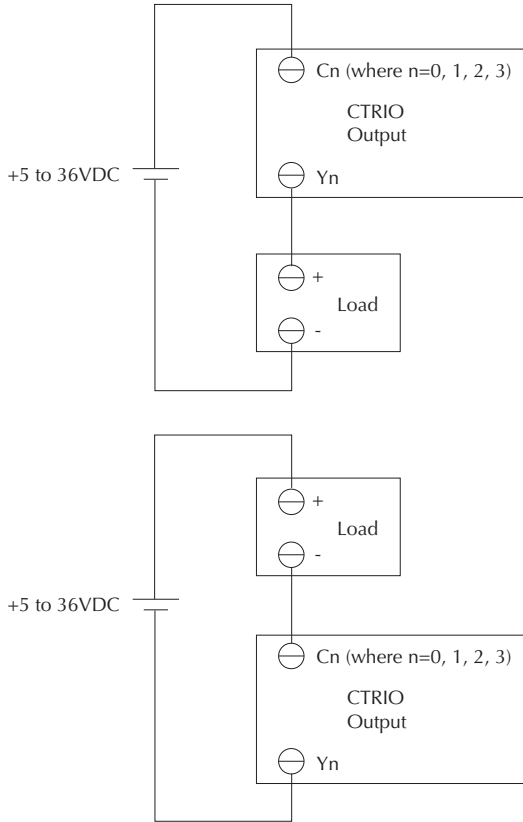 Cn (where n=0, 1, 2, 3)
CTRIO
Output
+5 to 36VDC
Yn
+
Load
-
+
Load
-
+5 to 36VDC
Cn (where n=0, 1, 2, 3)
CTRIO
Output
Yn